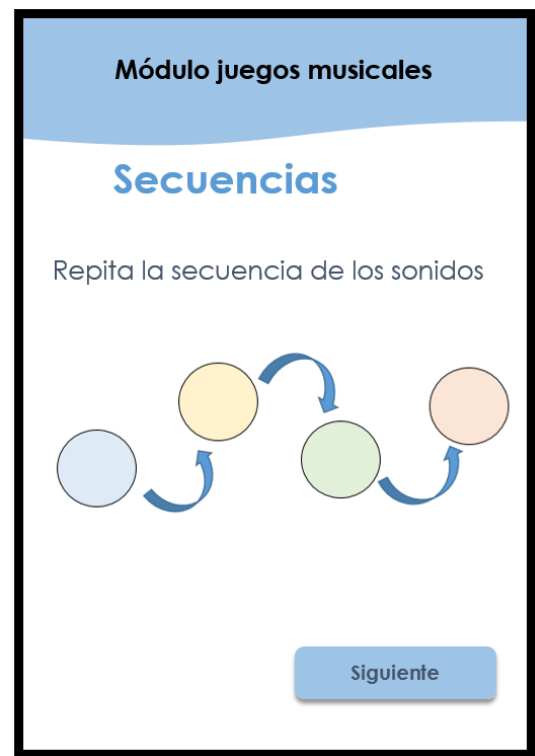 Módulo juegos musicales
Secuencias
Repita la secuencia de los sonidos
Siguiente